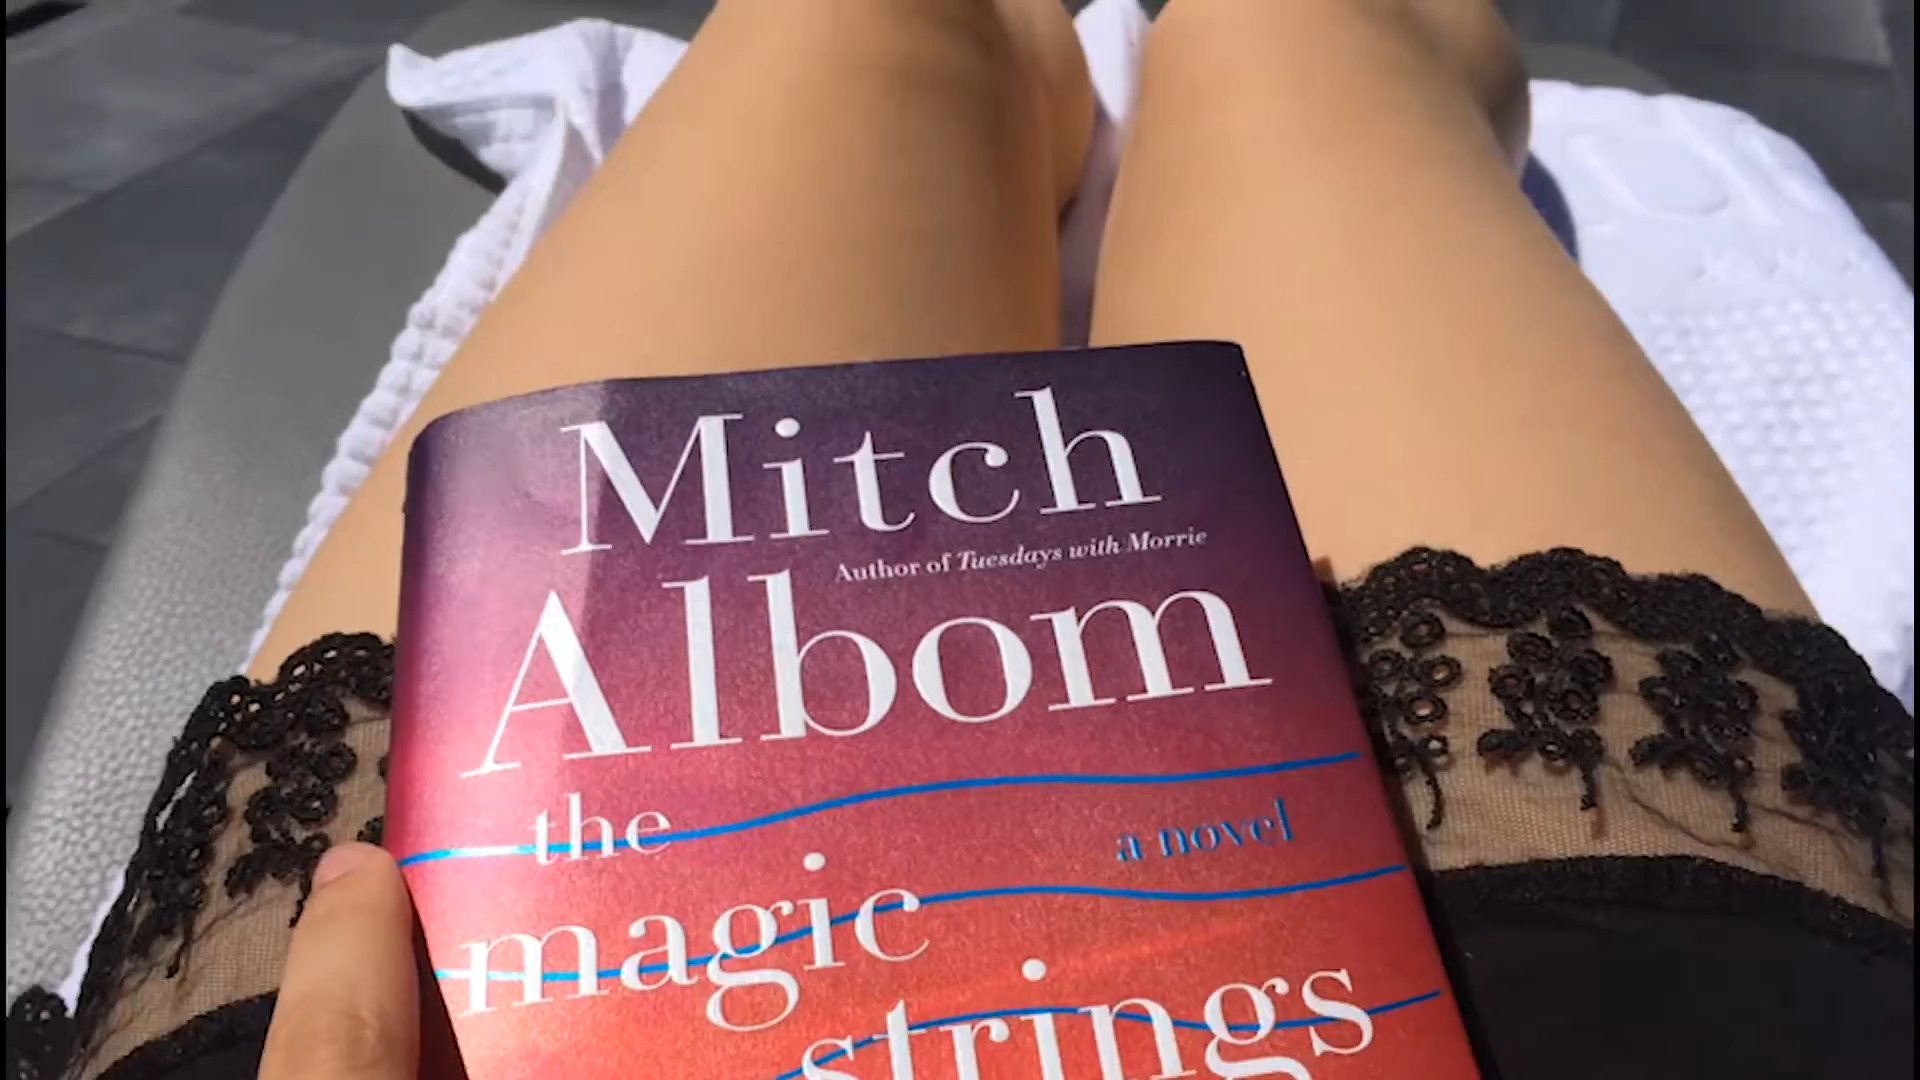 Mitch
Author of Tuesdays with Morrie
Albom
the
a novel
magic
strings